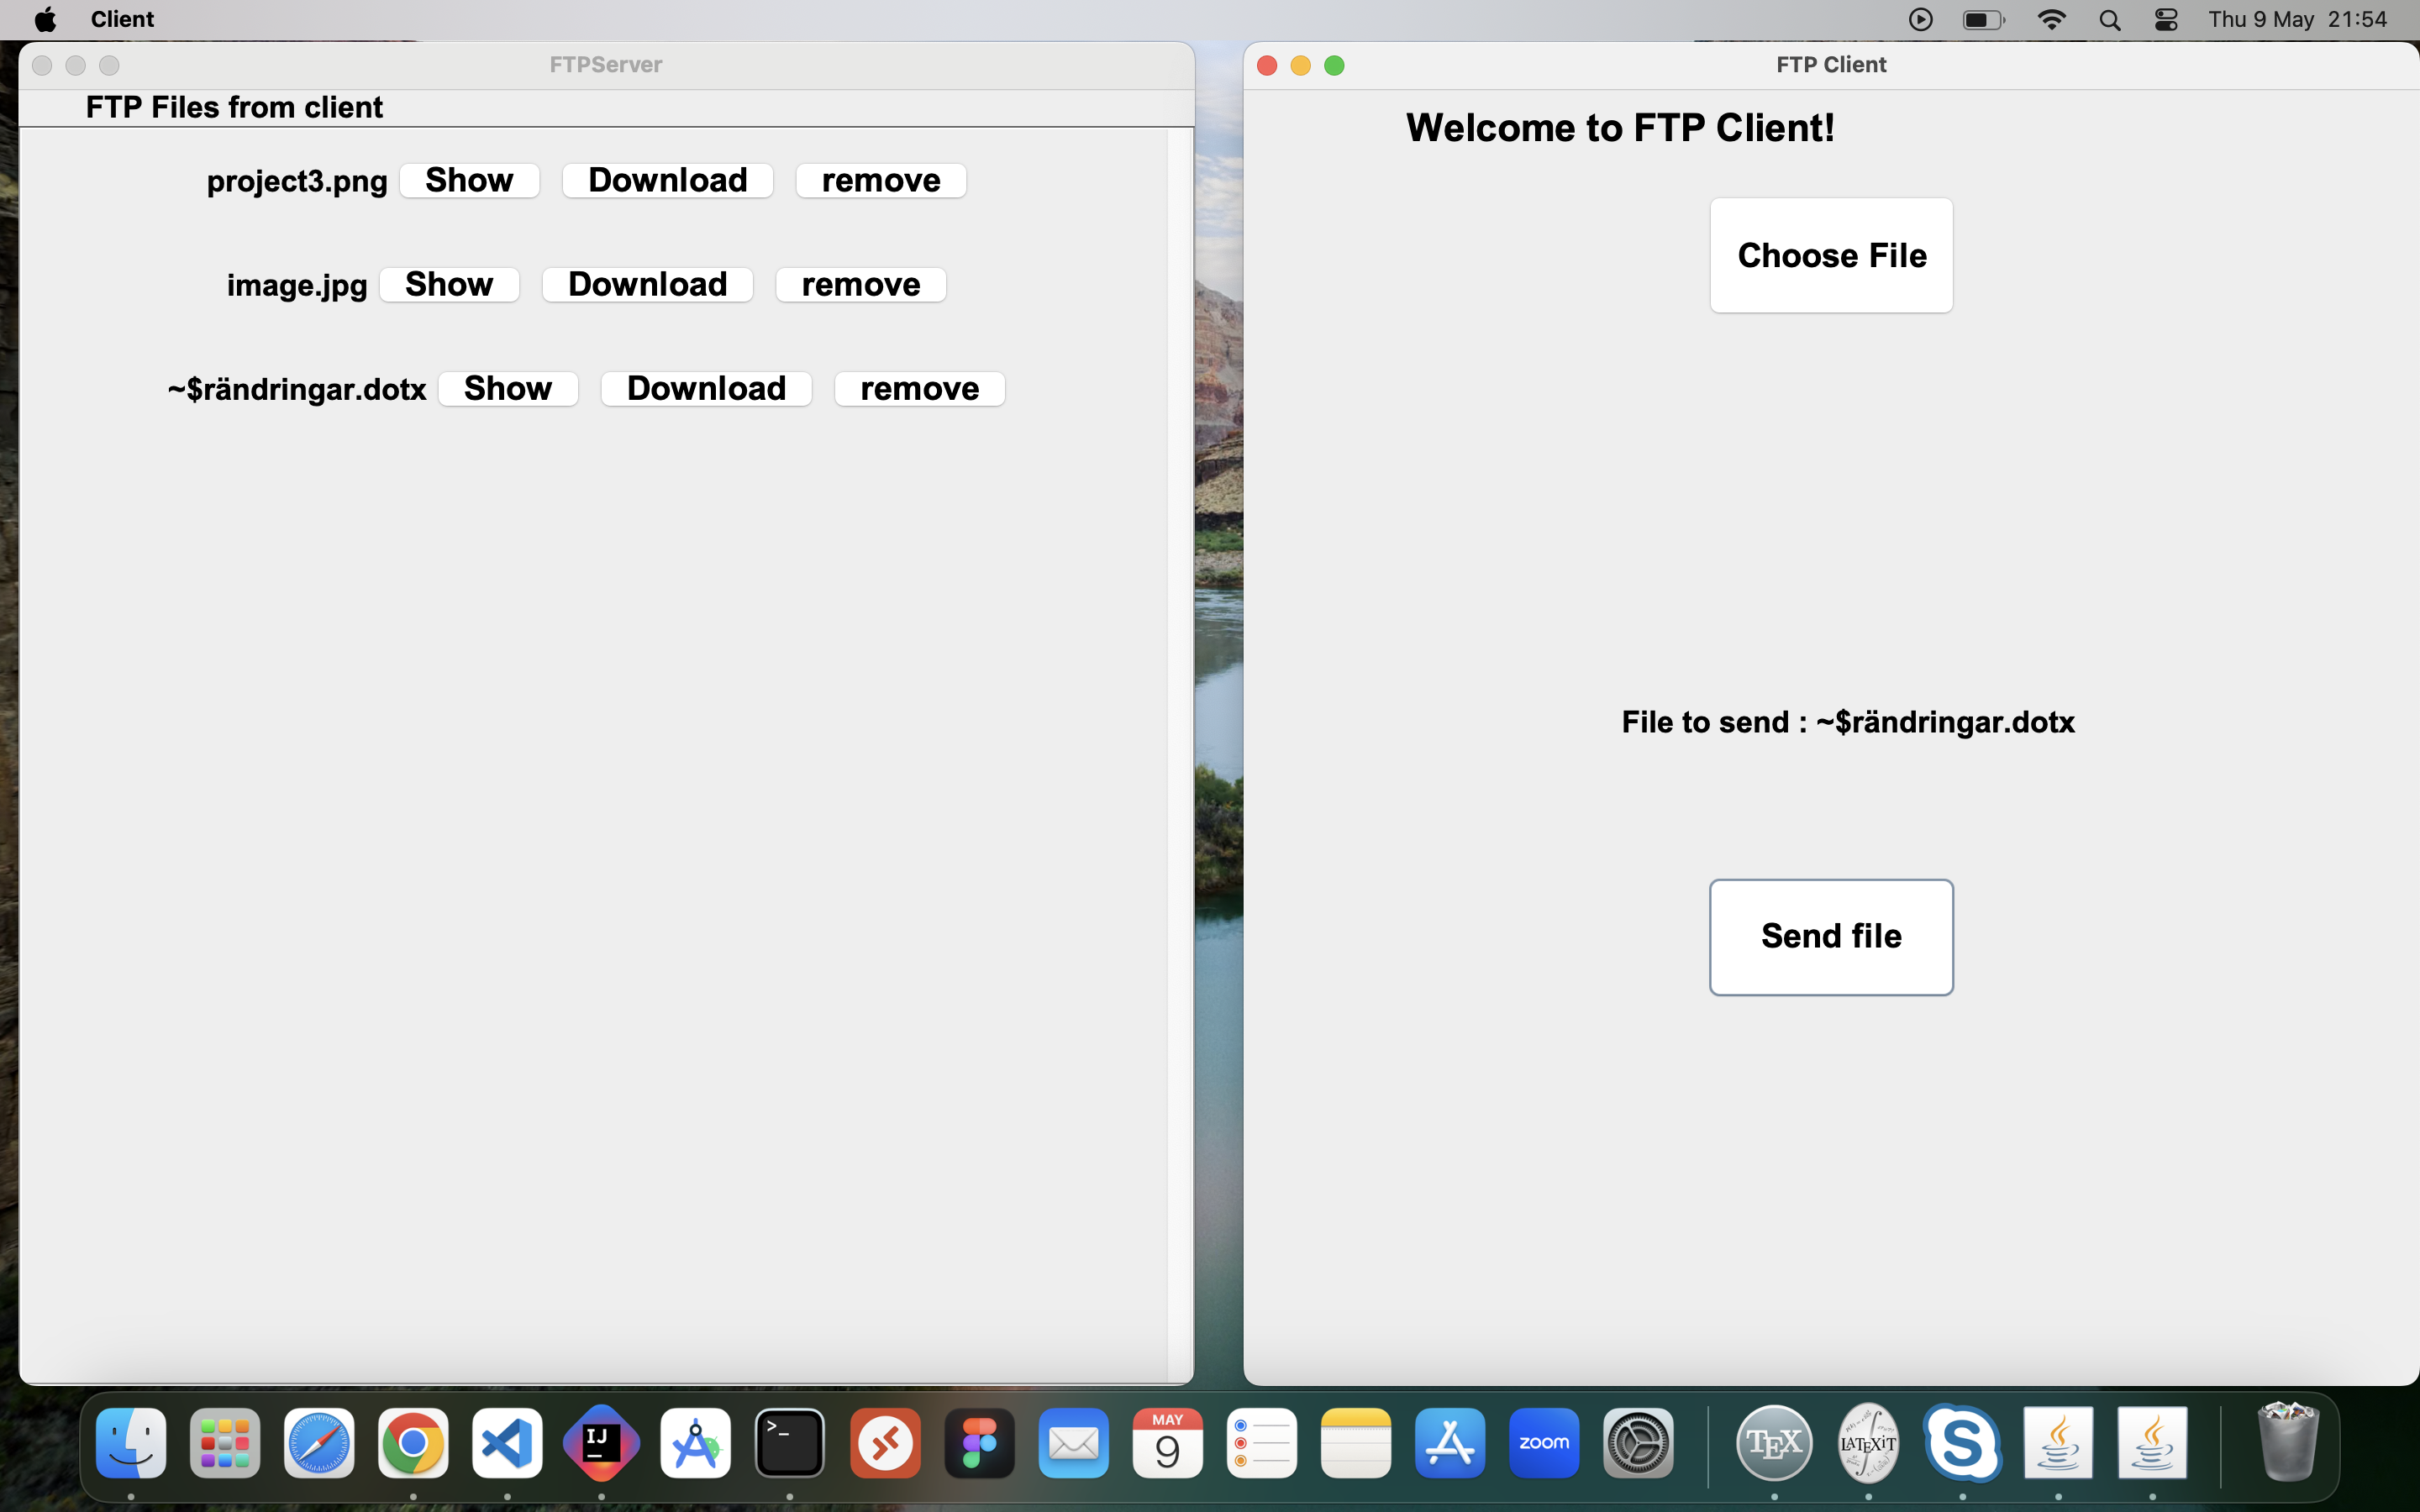 Client
Thu 9 May 21:54
FTPServer
FTP Files from client
project3.png Show Download remove
image.jpg Show Download remove
~$rändringar.dotx Show Download remove
FTP Client
Welcome to FTP Client!
Choose File
File to send : ~$rändringar.dotx
Send file
IJ
>_
MAY
9
zoom
TEX
LATEXiT
S